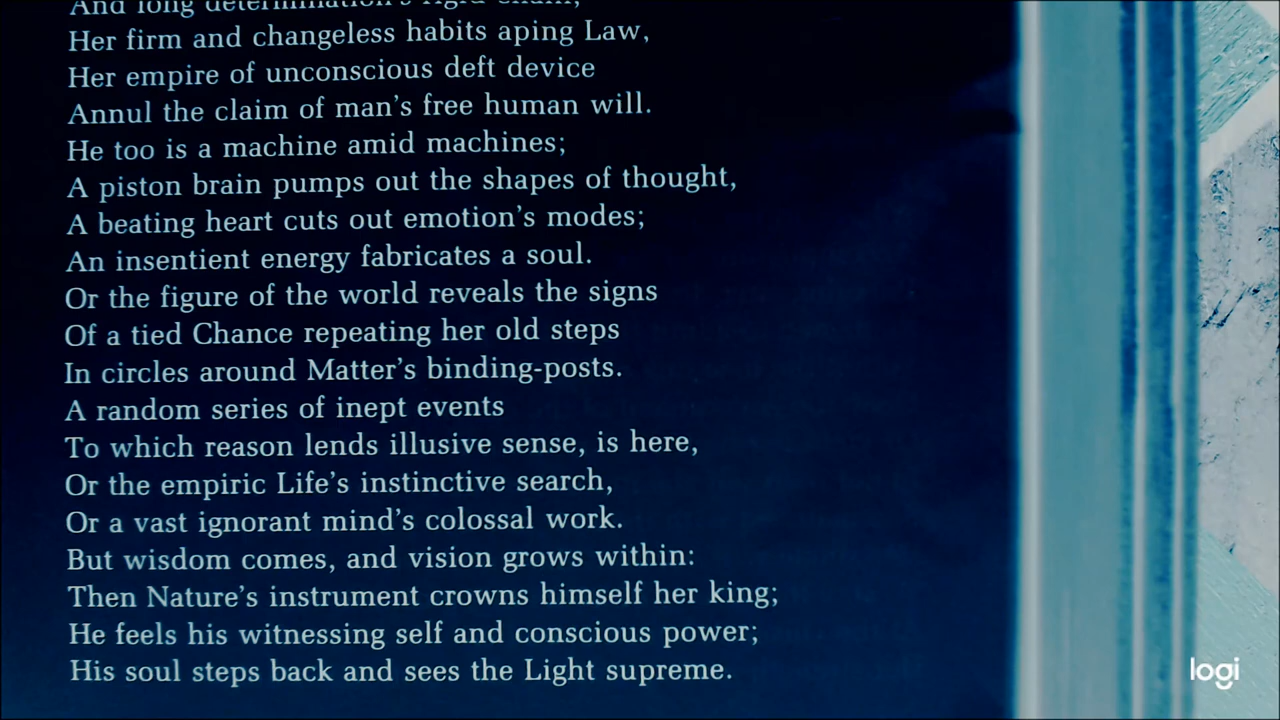 And long determination's rigid chain,
Her firm and changeless habits aping Law,
Her empire of unconscious deft device
Annul the claim of man's free human will.
He too is a machine amid machines;
A piston brain pumps out the shapes of thought,
A beating heart cuts out emotion's modes;
An insentient energy fabricates a soul.
Or the figure of the world reveals the signs
Of a tied Chance repeating her old steps
In circles around Matter's binding-posts.
A random series of inept events
To which reason lends illusive sense, is here,
Or the empiric Life's instinctive search,
Or a vast ignorant mind's colossal work.
But wisdom comes, and vision grows within:
Then Nature's instrument crowns himself her king;
He feels his witnessing self and conscious power;
His soul steps back and sees the Light supreme.
logi